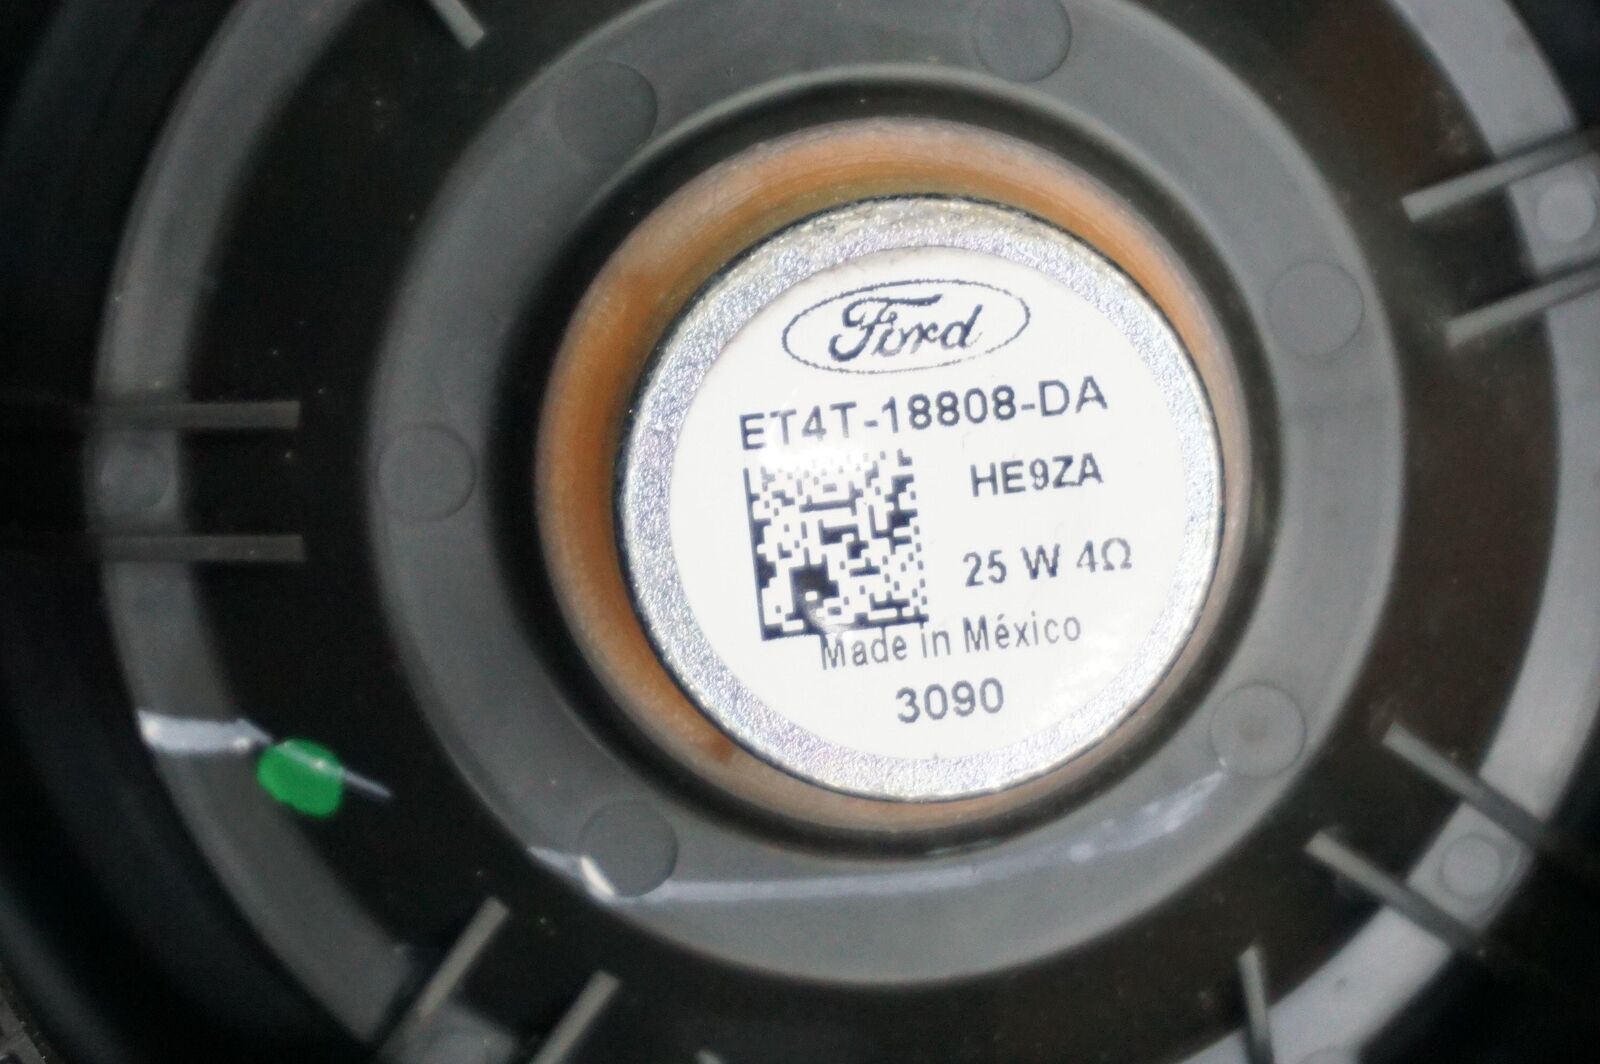 Ford
ET4T-18808-DA
HE9ZA
25 W 4Ω
Made in México
3090